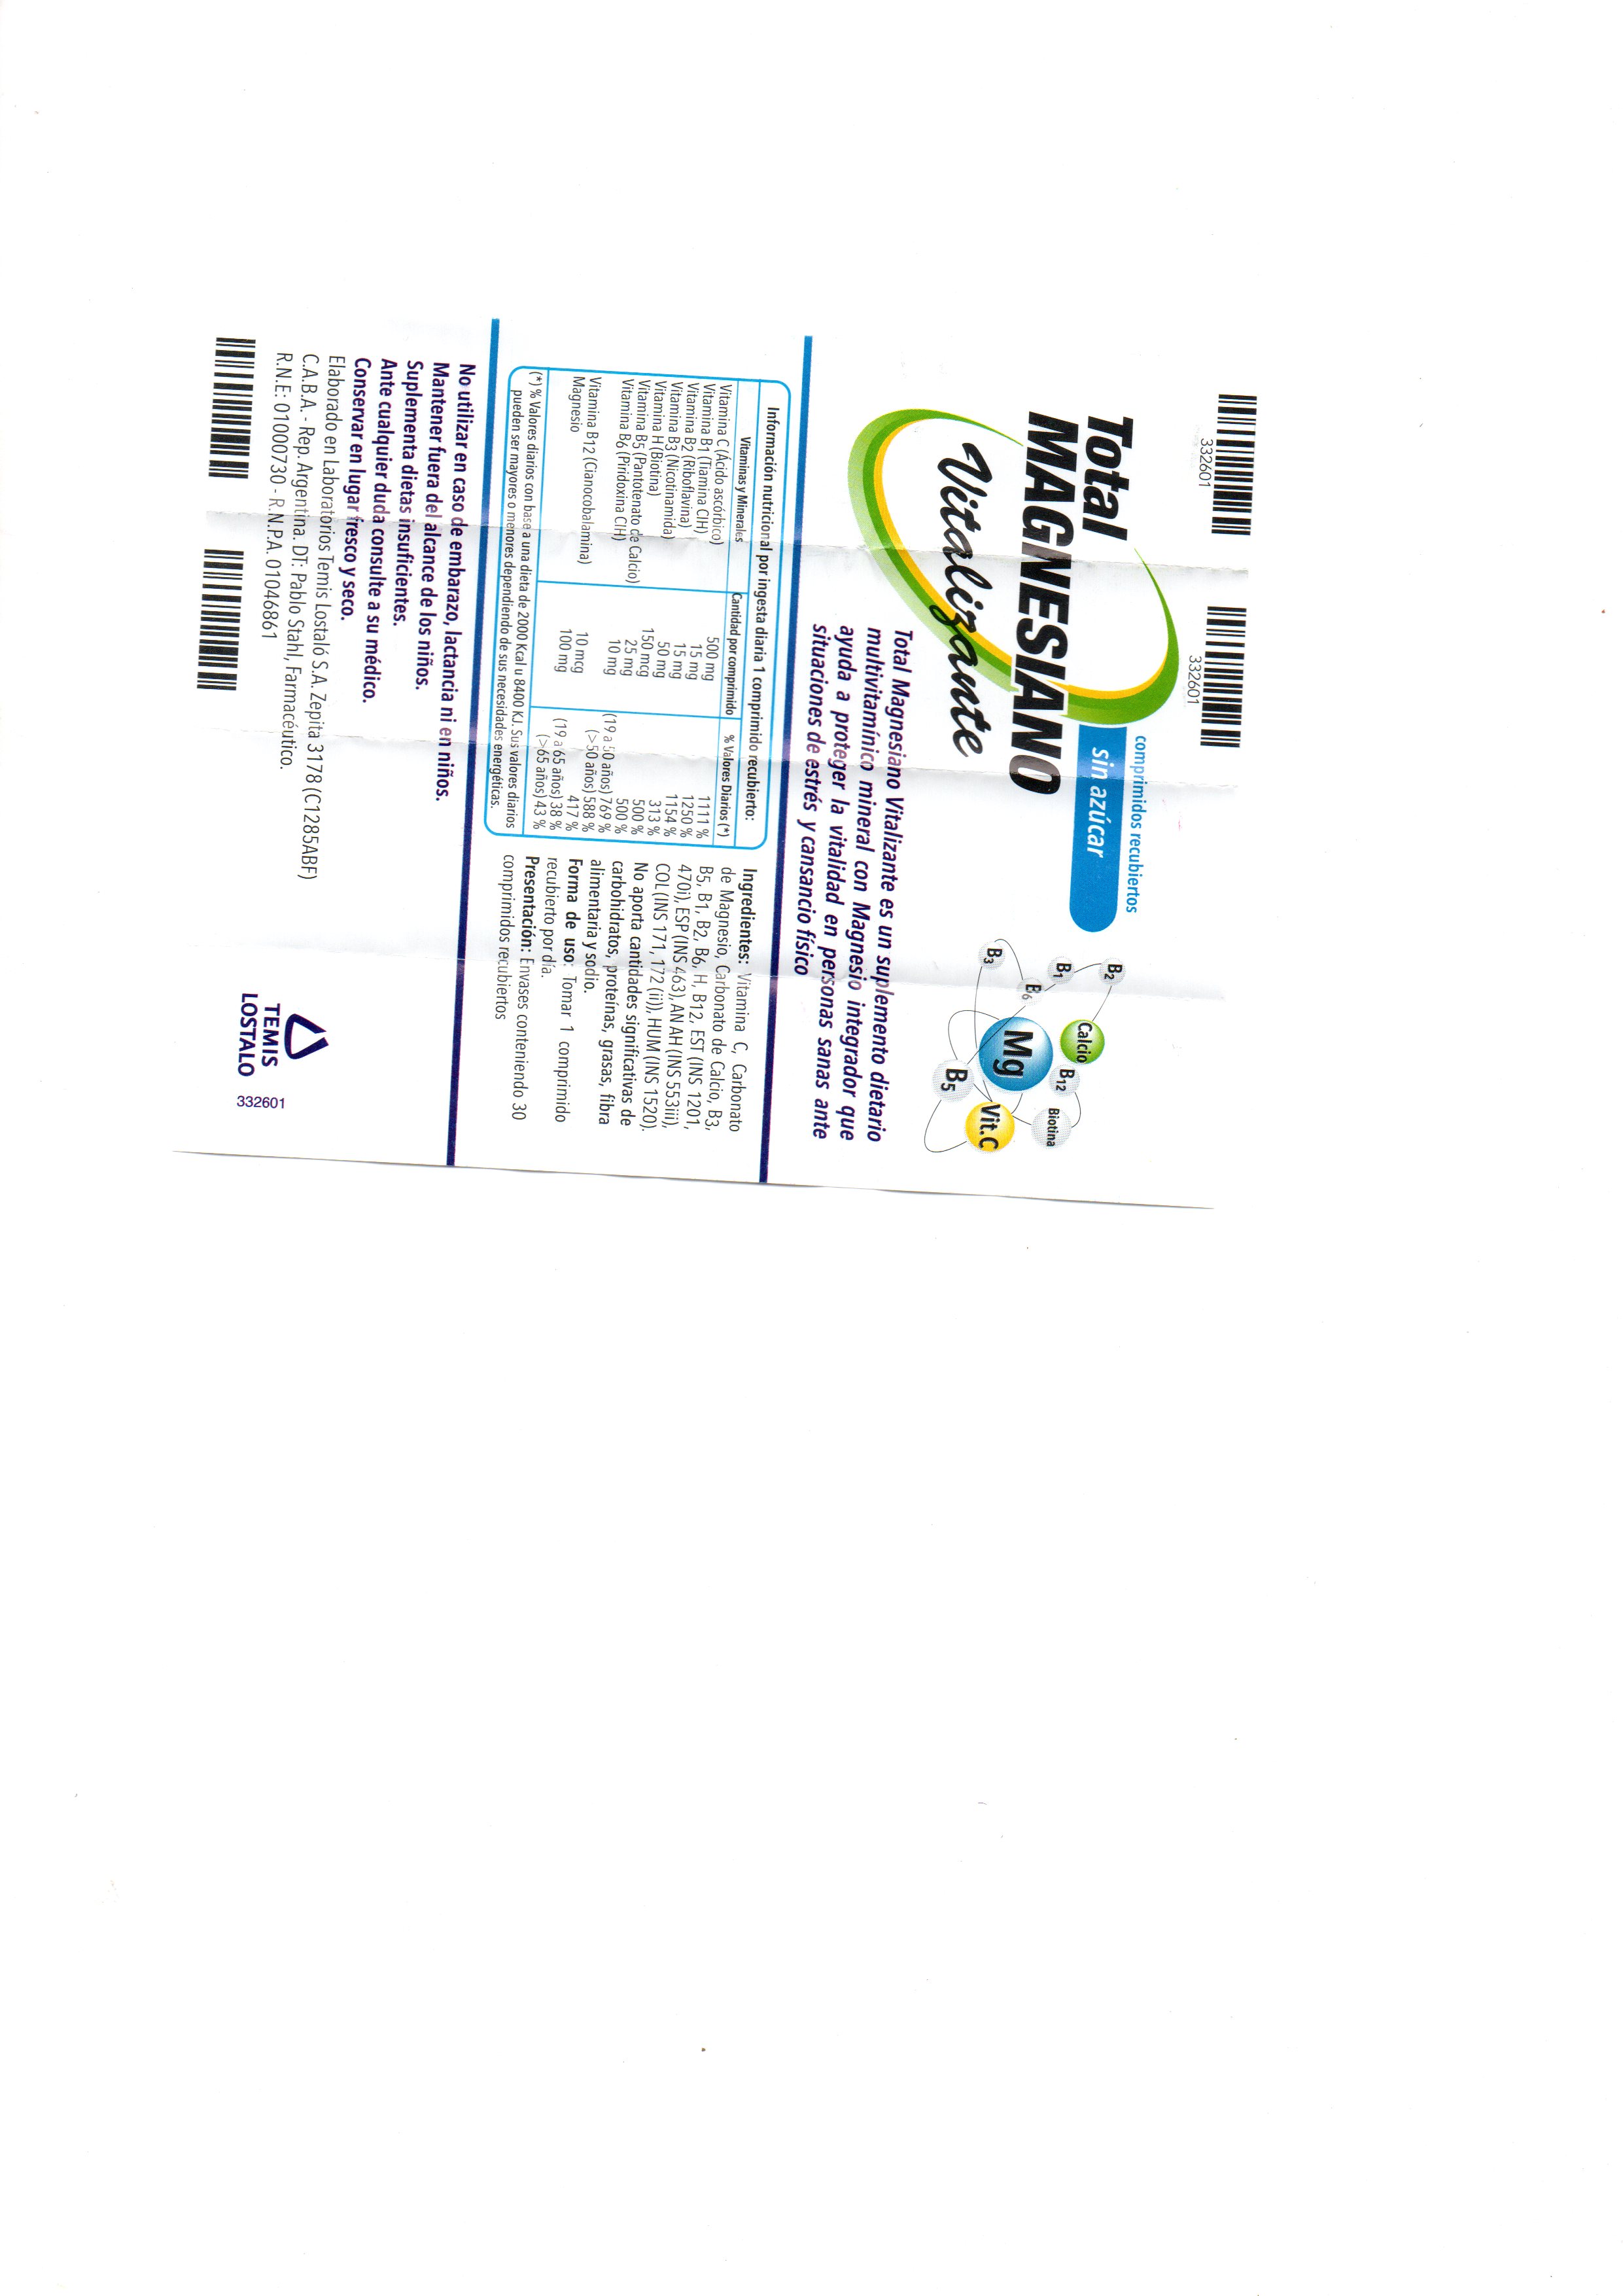 332601
332601
Total
MAGNESIANO
Vitalizante
comprimidos recubiertos
sin azúcar
B2
B1
B6
B3
Calcio
Mg
B12
B5
Biotina
Vit.C
Total Magnesiano Vitalizante es un suplemento dietario
multivitamínico mineral con Magnesio integrador que
ayuda a proteger la vitalidad en personas sanas ante
situaciones de estrés y cansancio físico
Información nutricional por ingesta diaria 1 comprimido recubierto:
Vitaminas y Minerales Cantidad por comprimido % Valores Diarios (*)
Vitamina C (Ácido ascórbico) 500 mg 1111 %
Vitamina B1 (Tiamina ClH) 15 mg 1250 %
Vitamina B2 (Riboflavina) 15 mg 1154 %
Vitamina B3 (Nicotinamida) 50 mg 313 %
Vitamina H (Biotina) 150 mcg 500 %
Vitamina B5 (Pantotenato de Calcio) 25 mg 500 %
Vitamina B6 (Piridoxina ClH) 10 mg (19 a 50 años) 769 %
(>50 años) 588 %
Vitamina B12 (Cianocobalamina) 10 mcg 417 %
Magnesio 100 mg (19 a 65 años) 38 %
(>65 años) 43 %
(*) % Valores diarios con base a una dieta de 2000 Kcal u 8400 KJ. Sus valores diarios
pueden ser mayores o menores dependiendo de sus necesidades energéticas.
Ingredientes: Vitamina C, Carbonato
de Magnesio, Carbonato de Calcio, B3,
B5, B1, B2, B6, H, B12, EST (INS 1201,
470i), ESP (INS 463), AN AH (INS 553iii),
COL (INS 171, 172 (ii)), HUM (INS 1520).
No aporta cantidades significativas de
carbohidratos, proteínas, grasas, fibra
alimentaria y sodio.
Forma de uso: Tomar 1 comprimido
recubierto por día.
Presentación: Envases conteniendo 30
comprimidos recubiertos
No utilizar en caso de embarazo, lactancia ni en niños.
Mantener fuera del alcance de los niños.
Suplementa dietas insuficientes.
Ante cualquier duda consulte a su médico.
Conservar en lugar fresco y seco.
Elaborado en Laboratorios Temis Lostaló S.A. Zepita 3178 (C1285ABF)
C.A.B.A.- Rep. Argentina. DT: Pablo Stahl, Farmacéutico.
R.N.E: 01000730 - R.N.P.A. 01046861
TEMIS
LOSTALO
332601